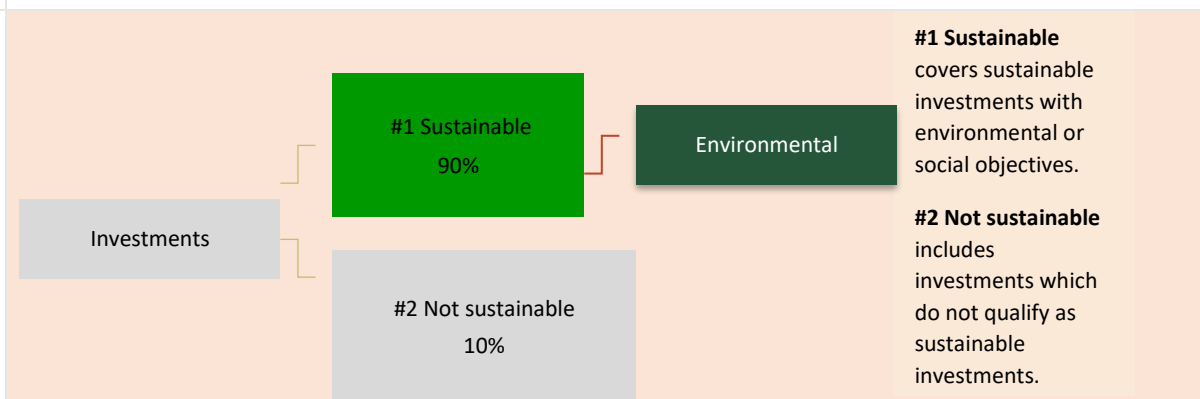 Investments
#1 Sustainable
90%
#2 Not sustainable
10%
Environmental
#1 Sustainable
covers sustainable
investments with
environmental or
social objectives.
#2 Not sustainable
includes
investments which
do not qualify as
sustainable
investments.